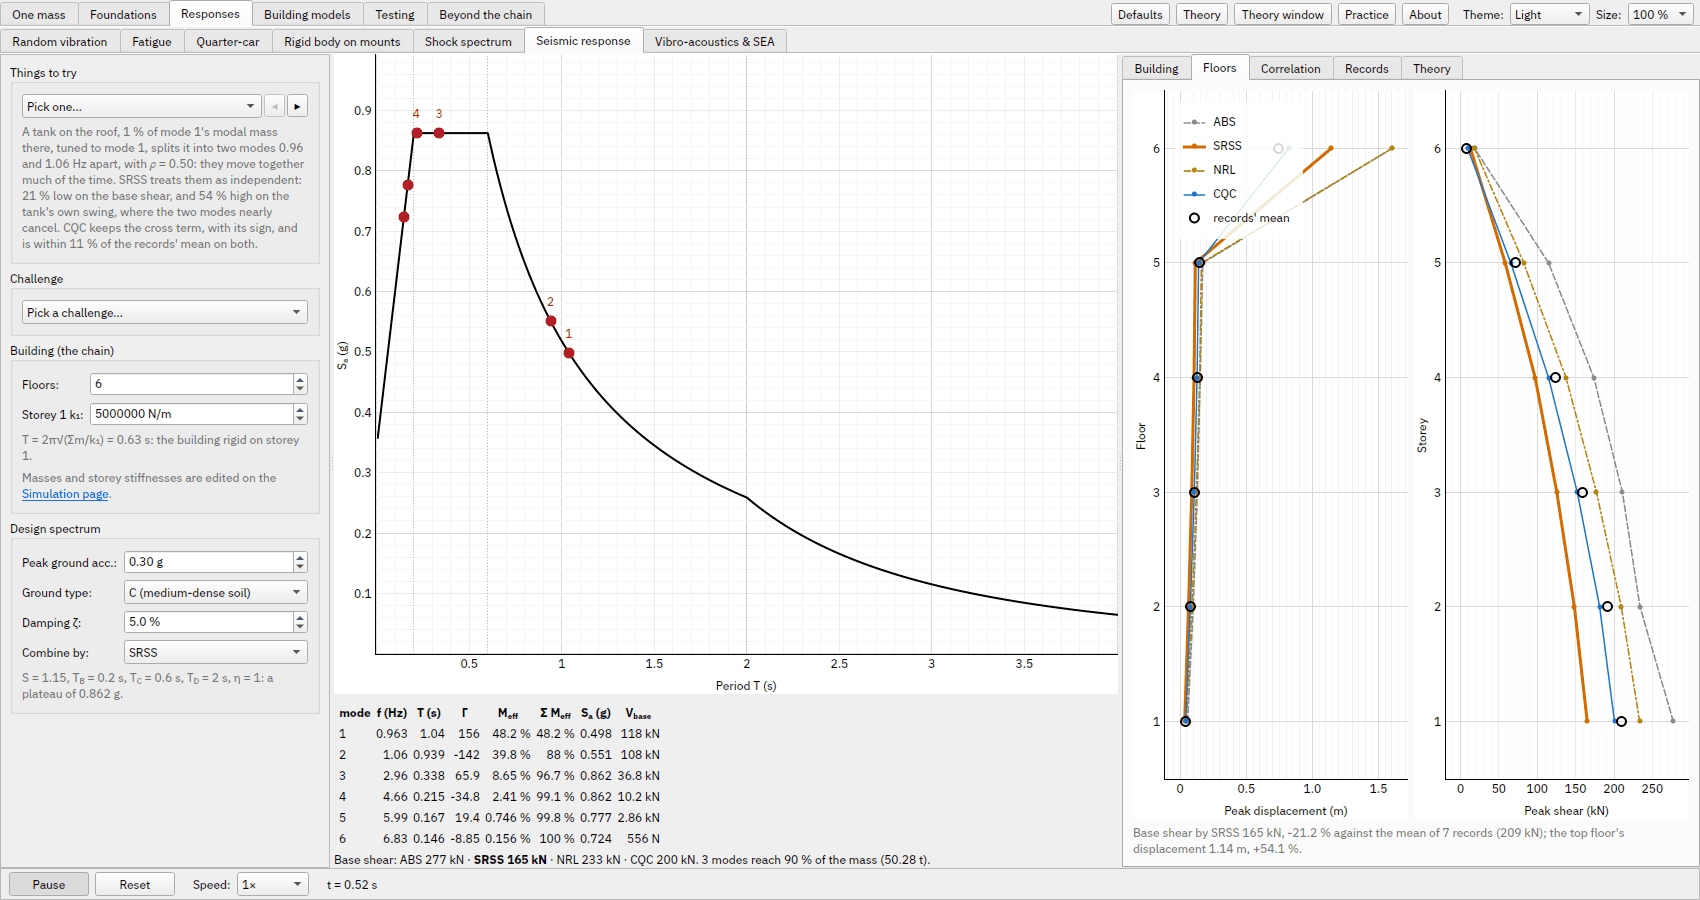 One mass Foundations Responses Building models Testing Beyond the chain Defaults Theory Theory window Practice About Theme: Light Size: 100 %
Random vibration Fatigue Quarter-car Rigid body on mounts Shock spectrum Seismic response Vibro-acoustics & SEA
Things to try
Pick one...
A tank on the roof, 1 % of mode 1's modal mass
there, tuned to mode 1, splits it into two modes 0.96
and 1.06 Hz apart, with ρ = 0.50: they move together
much of the time. SRSS treats them as independent:
21 % low on the base shear, and 54 % high on the
tank's own swing, where the two modes nearly
cancel. CQC keeps the cross term, with its sign, and
is within 11 % of the records' mean on both.
Challenge
Pick a challenge...
Building (the chain)
Floors: 6
Storey 1 k₁: 5000000 N/m
T = 2π√(Σm/k₁) = 0.63 s: the building rigid on storey
1.
Masses and storey stiffnesses are edited on the
Simulation page.
Design spectrum
Peak ground acc.: 0.30 g
Ground type: C (medium-dense soil)
Damping ζ: 5.0 %
Combine by: SRSS
S = 1.15, T_B = 0.2 s, T_C = 0.6 s, T_D = 2 s, η = 1: a
plateau of 0.862 g.
Sₐ (g)
0.9
0.8
0.7
0.6
0.5
0.4
0.3
0.2
0.1
4 3
2
1
0.5 1 1.5 2 2.5 3 3.5
Period T (s)
mode f (Hz) T (s) Γ M_eff Σ M_eff Sₐ (g) V_base
1 0.963 1.04 156 48.2 % 48.2 % 0.498 118 kN
2 1.06 0.939 -142 39.8 % 88 % 0.551 108 kN
3 2.96 0.338 65.9 8.65 % 96.7 % 0.862 36.8 kN
4 4.66 0.215 -34.8 2.41 % 99.1 % 0.862 10.2 kN
5 5.99 0.167 19.4 0.746 % 99.8 % 0.777 2.86 kN
6 6.83 0.146 -8.85 0.156 % 100 % 0.724 556 N
Base shear: ABS 277 kN · SRSS 165 kN · NRL 233 kN · CQC 200 kN. 3 modes reach 90 % of the mass (50.28 t).
Building Floors Correlation Records Theory
ABS
SRSS
NRL
CQC
records' mean
Floor
6
5
4
3
2
1
0 0.5 1.0 1.5
Peak displacement (m)
Storey
6
5
4
3
2
1
0 50 100 150 200 250
Peak shear (kN)
Base shear by SRSS 165 kN, -21.2 % against the mean of 7 records (209 kN); the top floor's
displacement 1.14 m, +54.1 %.
Pause Reset Speed: 1× t = 0.52 s